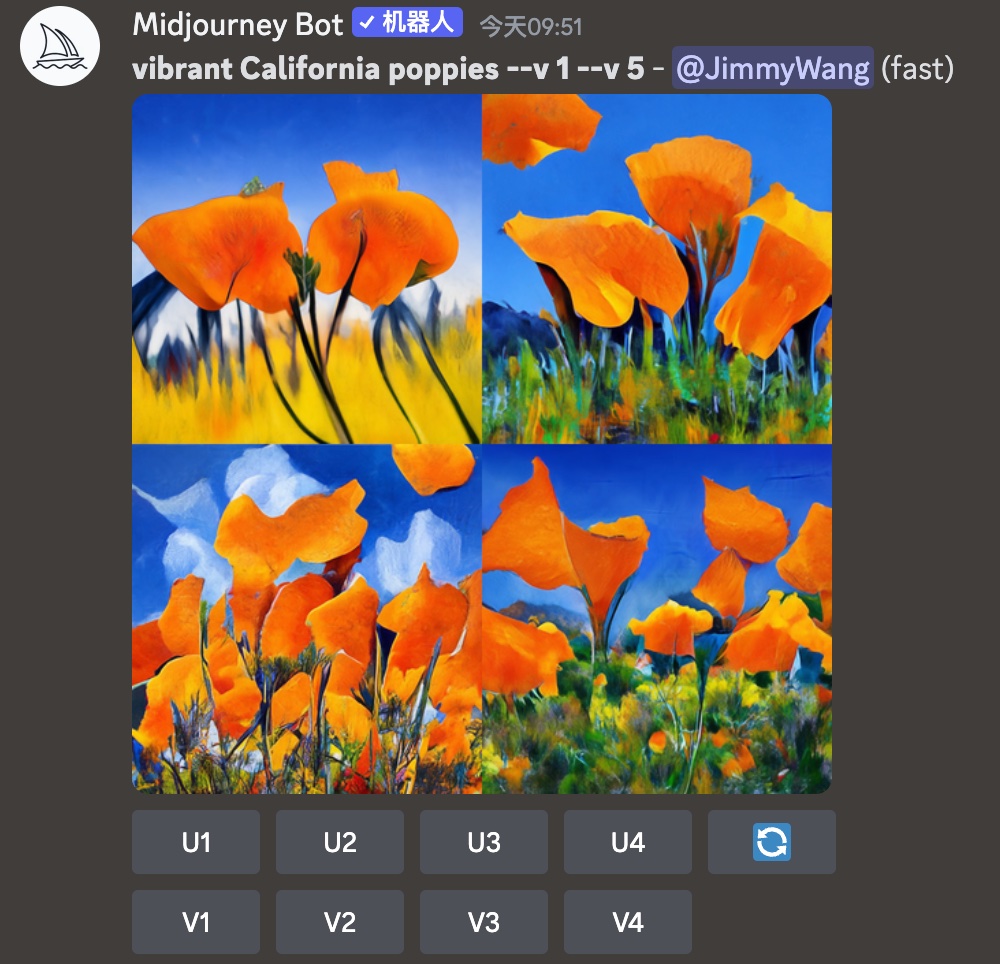 Midjourney Bot ✓ 机器人 今天09:51
vibrant California poppies --v 1 --v 5 - @JimmyWang (fast)
U1 U2 U3 U4
V1 V2 V3 V4